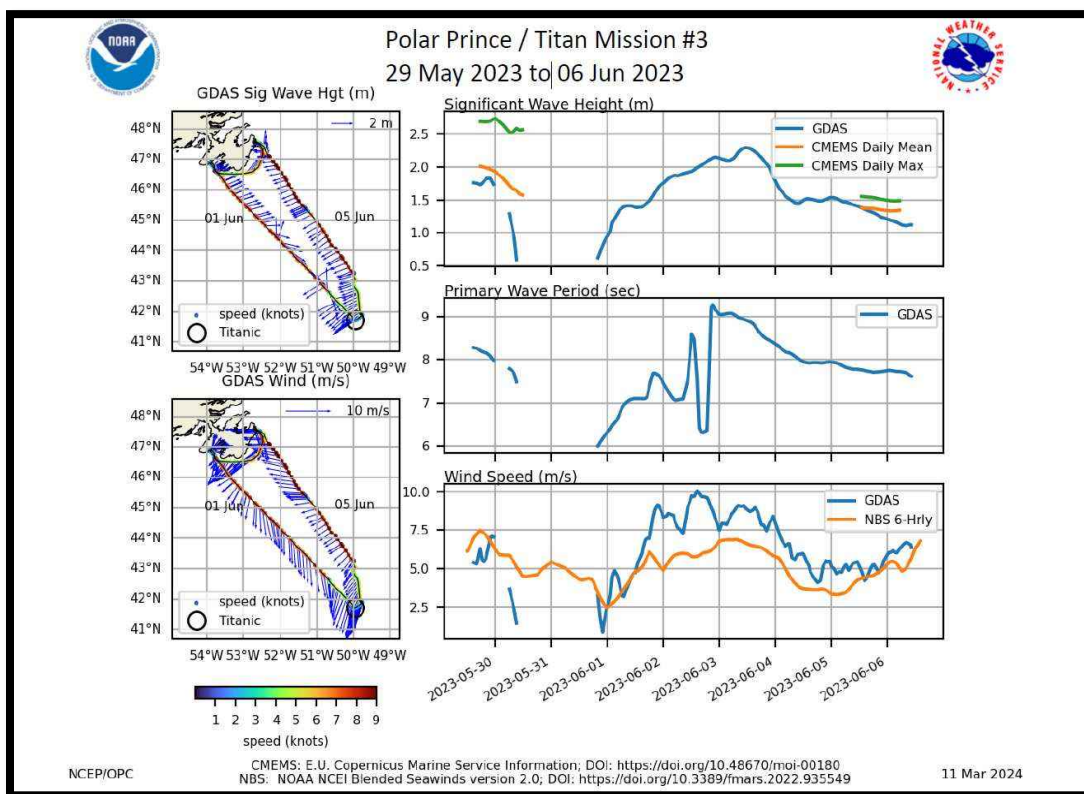 Polar Prince / Titan Mission #3
29 May 2023 to 06 Jun 2023
NOAA
NATIONAL WEATHER SERVICE
GDAS Sig Wave Hgt (m)
2 m
48°N
47°N
46°N
45°N
44°N
43°N
42°N
41°N
01 Jun
05 Jun
speed (knots)
Titanic
54°W 53°W 52°W 51°W 50°W 49°W
GDAS Wind (m/s)
10 m/s
48°N
47°N
46°N
45°N
44°N
43°N
42°N
41°N
01 Jun
05 Jun
speed (knots)
Titanic
54°W 53°W 52°W 51°W 50°W 49°W
1 2 3 4 5 6 7 8 9
speed (knots)
Significant Wave Height (m)
2.5
2.0
1.5
1.0
0.5
GDAS
CMEMS Daily Mean
CMEMS Daily Max
Primary Wave Period (sec)
9
8
7
6
GDAS
Wind Speed (m/s)
10.0
7.5
5.0
2.5
GDAS
NBS 6-Hrly
2023-05-30
2023-05-31
2023-06-01
2023-06-02
2023-06-03
2023-06-04
2023-06-05
2023-06-06
NCEP/OPC
CMEMS: E.U. Copernicus Marine Service Information; DOI: https://doi.org/10.48670/moi-00180
NBS: NOAA NCEI Blended Seawinds version 2.0; DOI: https://doi.org/10.3389/fmars.2022.935549
11 Mar 2024